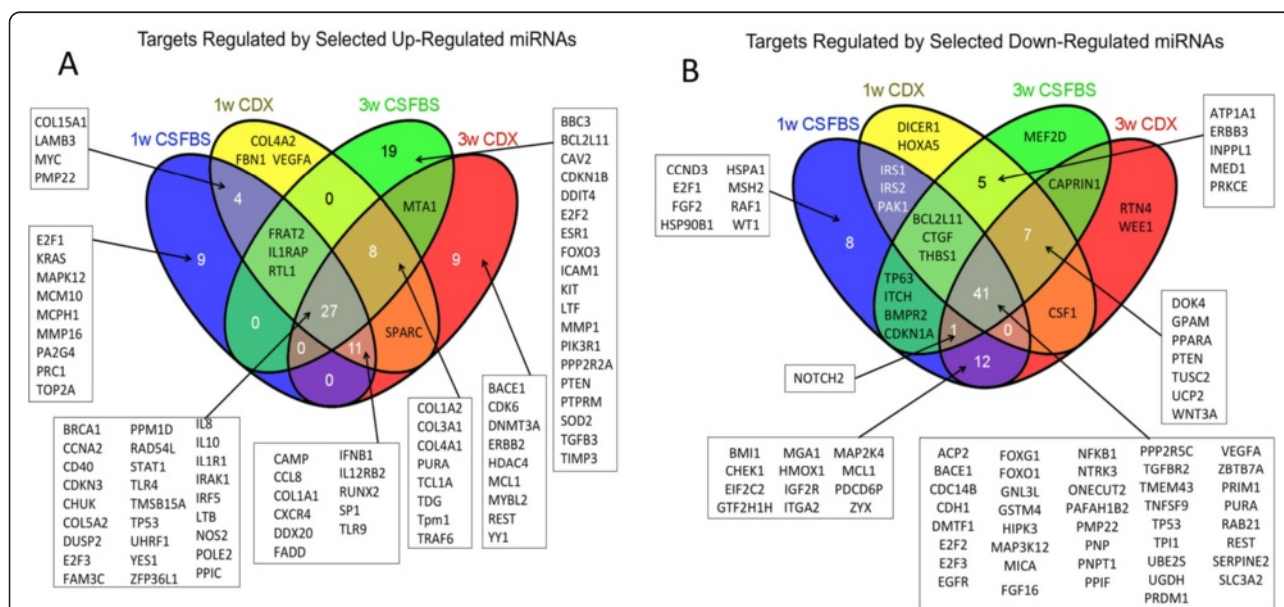 Targets Regulated by Selected Up-Regulated miRNAs
A
1w CSFBS
1w CDX
3w CSFBS
3w CDX
COL15A1
LAMB3
MYC
PMP22
COL4A2
FBN1 VEGFA
4
0
19
MTA1
E2F1
KRAS
MAPK12
MCM10
MCPH1
MMP16
PA2G4
PRC1
TOP2A
9
FRAT2
IL1RAP
RTL1
8
9
27
SPARC
0
0
11
0
BBC3
BCL2L11
CAV2
CDKN1B
DDIT4
E2F2
ESR1
FOXO3
ICAM1
KIT
LTF
MMP1
PIK3R1
PPP2R2A
PTEN
PTPRM
SOD2
TGFB3
TIMP3
BRCA1
CCNA2
CD40
CDKN3
CHUK
COL5A2
DUSP2
E2F3
FAM3C
PPM1D
RAD54L
STAT1
TLR4
TMSB15A
TP53
UHRF1
YES1
ZFP36L1
IL8
IL10
IL1R1
IRAK1
IRF5
LTB
NOS2
POLE2
PPIC
CAMP
CCL8
COL1A1
CXCR4
DDX20
FADD
IFNB1
IL12RB2
RUNX2
SP1
TLR9
COL1A2
COL3A1
COL4A1
PURA
TCL1A
TDG
Tpm1
TRAF6
BACE1
CDK6
DNMT3A
ERBB2
HDAC4
MCL1
MYBL2
REST
YY1
Targets Regulated by Selected Down-Regulated miRNAs
B
1w CSFBS
1w CDX
3w CSFBS
3w CDX
CCND3
E2F1
FGF2
HSP90B1
HSPA1
MSH2
RAF1
WT1
DICER1
HOXA5
MEF2D
IRS1
IRS2
PAK1
5
CAPRIN1
ATP1A1
ERBB3
INPPL1
MED1
PRKCE
8
BCL2L11
CTGF
THBS1
7
RTN4
WEE1
TP63
ITCH
BMPR2
CDKN1A
41
CSF1
1
0
12
NOTCH2
DOK4
GPAM
PPARA
PTEN
TUSC2
UCP2
WNT3A
BMI1
CHEK1
EIF2C2
GTF2H1H
MGA1
HMOX1
IGF2R
ITGA2
MAP2K4
MCL1
PDCD6P
ZYX
ACP2
BACE1
CDC14B
CDH1
DMTF1
E2F2
E2F3
EGFR
FOXG1
FOXO1
GNL3L
GSTM4
HIPK3
MAP3K12
MICA
FGF16
NFKB1
NTRK3
ONECUT2
PAFAH1B2
PMP22
PNP
PNPT1
PPIF
PPP2R5C
TGFBR2
TMEM43
TNFSF9
TP53
TPI1
UBE2S
UGDH
PRDM1
VEGFA
ZBTB7A
PRIM1
PURA
RAB21
REST
SERPINE2
SLC3A2